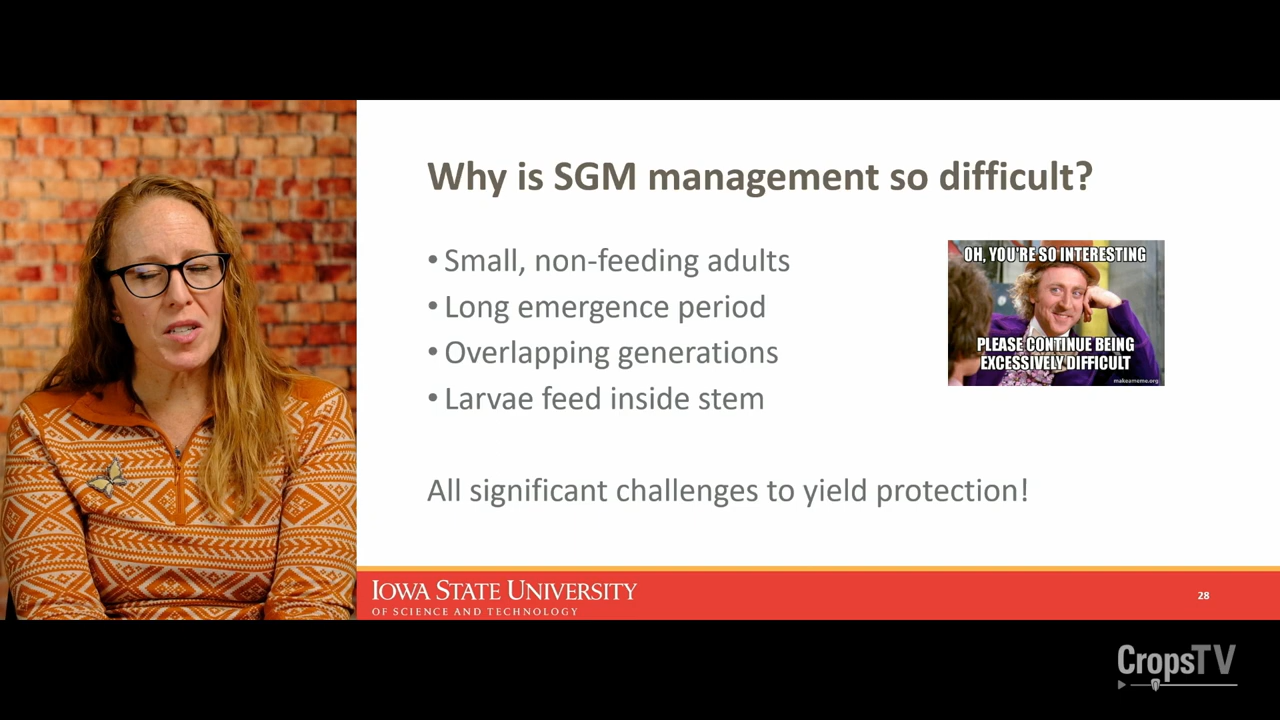 Why is SGM management so difficult?
• Small, non-feeding adults
• Long emergence period
• Overlapping generations
• Larvae feed inside stem
OH, YOU'RE SO INTERESTING
PLEASE CONTINUE BEING
EXCESSIVELY DIFFICULT
makeameme.org
All significant challenges to yield protection!
IOWA STATE UNIVERSITY
OF SCIENCE AND TECHNOLOGY
28
CropsTV